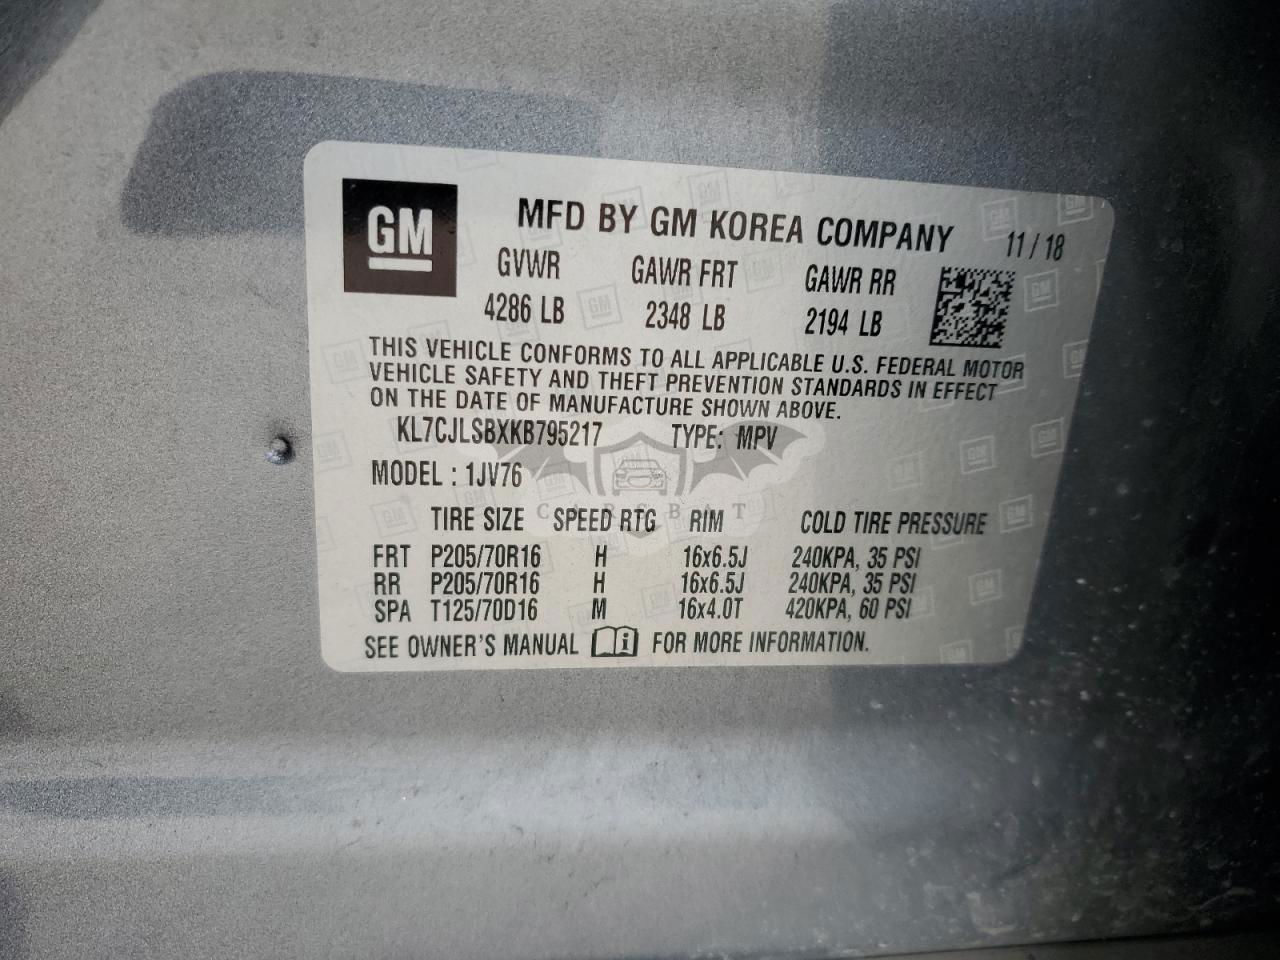 GM
MFD BY GM KOREA COMPANY 11 / 18
GVWR GAWR FRT GAWR RR
4286 LB 2348 LB 2194 LB
THIS VEHICLE CONFORMS TO ALL APPLICABLE U.S. FEDERAL MOTOR
VEHICLE SAFETY AND THEFT PREVENTION STANDARDS IN EFFECT
ON THE DATE OF MANUFACTURE SHOWN ABOVE.
KL7CJLSBXKB795217 TYPE: MPV
MODEL : 1JV76
CARSBAT
TIRE SIZE SPEED RTG RIM COLD TIRE PRESSURE
FRT P205/70R16 H 16x6.5J 240KPA, 35 PSI
RR P205/70R16 H 16x6.5J 240KPA, 35 PSI
SPA T125/70D16 M 16x4.0T 420KPA, 60 PSI
SEE OWNER'S MANUAL FOR MORE INFORMATION.